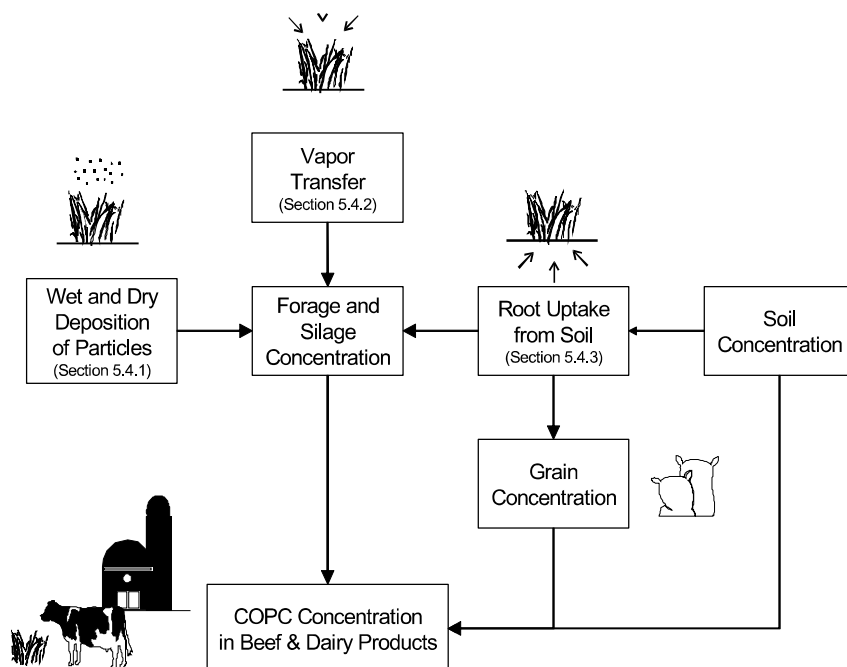 Vapor
Transfer
(Section 5.4.2)
Wet and Dry
Deposition
of Particles
(Section 5.4.1)
Forage and
Silage
Concentration
Root Uptake
from Soil
(Section 5.4.3)
Soil
Concentration
Grain
Concentration
COPC Concentration
in Beef & Dairy Products